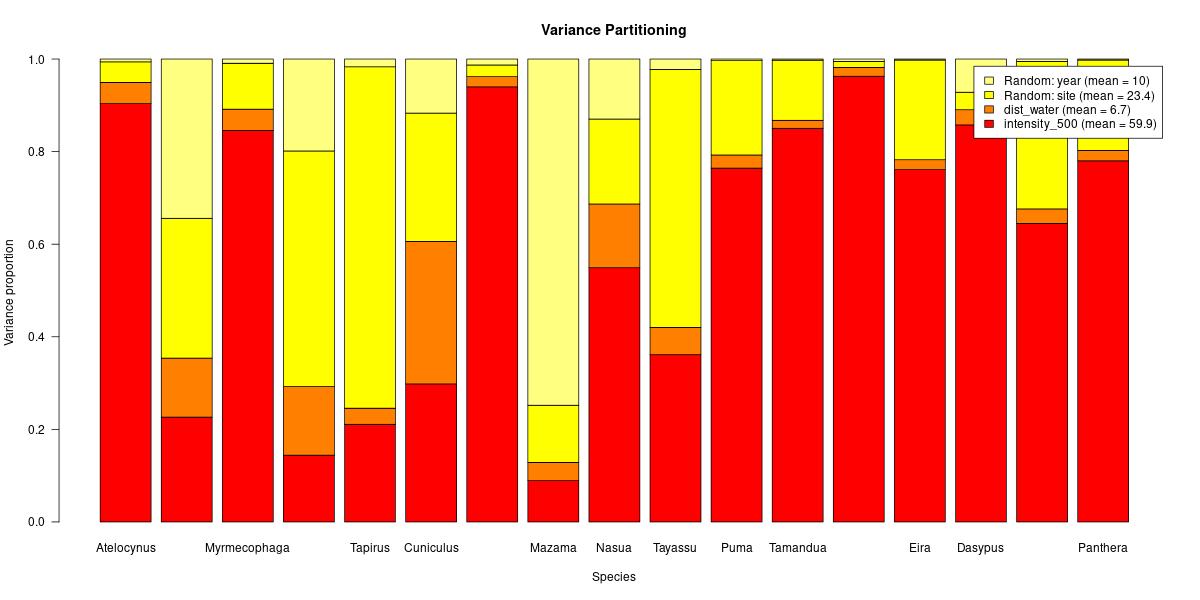 Variance Partitioning
1.0
0.8
0.6
0.4
0.2
0.0
Variance proportion
Random: year (mean = 10)
Random: site (mean = 23.4)
dist_water (mean = 6.7)
intensity_500 (mean = 59.9)
Atelocynus Myrmecophaga Tapirus Cuniculus Mazama Nasua Tayassu Puma Tamandua Eira Dasypus Panthera
Species